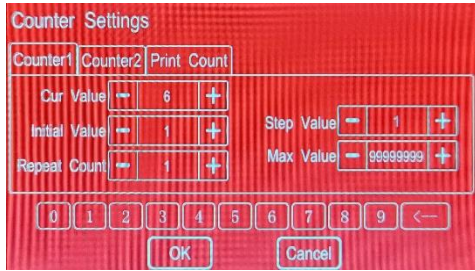 Counter Settings
Counter1 Counter2 Print Count
Cur Value - 6 +
Initial Value - 1 +
Step Value - 1 +
Repeat Count - 1 +
Max Value - 99999999 +
0 1 2 3 4 5 6 7 8 9 <--
OK Cancel